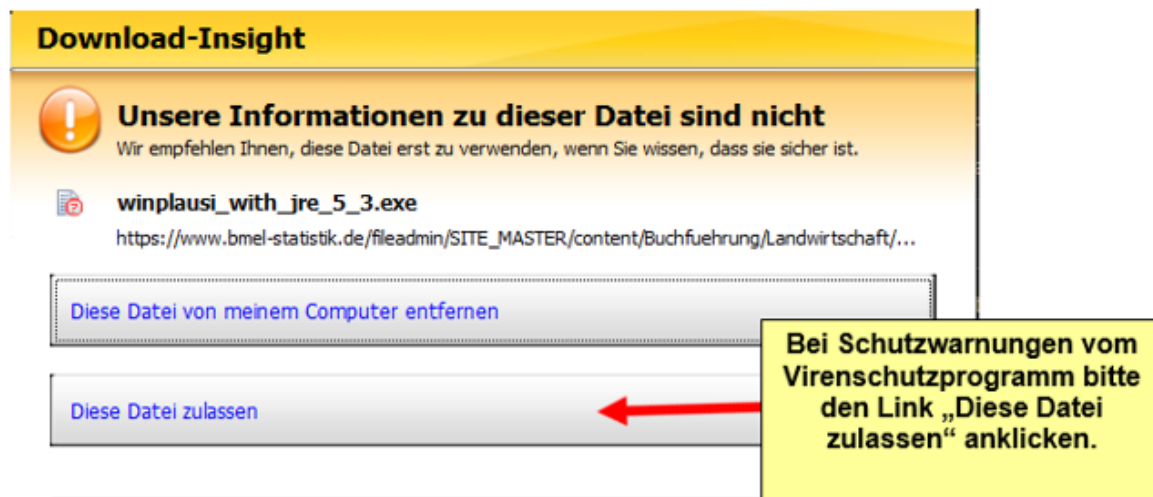 Download-Insight
Unsere Informationen zu dieser Datei sind nicht
Wir empfehlen Ihnen, diese Datei erst zu verwenden, wenn Sie wissen, dass sie sicher ist.
winplausi_with_jre_5_3.exe
https://www.bmel-statistik.de/fileadmin/SITE_MASTER/content/Buchfuehrung/Landwirtschaft/...
Diese Datei von meinem Computer entfernen
Diese Datei zulassen
Bei Schutzwarnungen vom
Virenschutzprogramm bitte
den Link „Diese Datei
zulassen“ anklicken.